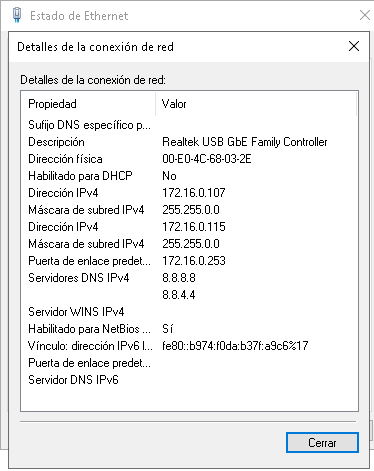 Estado de Ethernet
Detalles de la conexión de red
Detalles de la conexión de red:
Propiedad Valor
Sufijo DNS específico p...
Descripción Realtek USB GbE Family Controller
Dirección física 00-E0-4C-68-03-2E
Habilitado para DHCP No
Dirección IPv4 172.16.0.107
Máscara de subred IPv4 255.255.0.0
Dirección IPv4 172.16.0.115
Máscara de subred IPv4 255.255.0.0
Puerta de enlace predet... 172.16.0.253
Servidores DNS IPv4 8.8.8.8
8.8.4.4
Servidor WINS IPv4
Habilitado para NetBios ... Sí
Vínculo: dirección IPv6 l... fe80::b974:f0da:b37f:a9c6%17
Puerta de enlace predet...
Servidor DNS IPv6
Cerrar